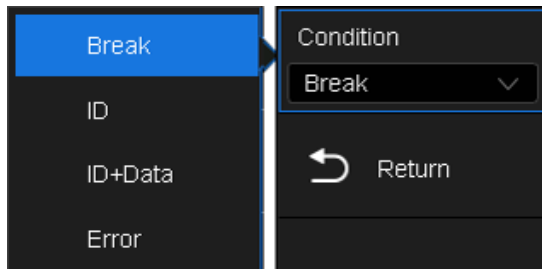 Break
ID
ID+Data
Error
Condition
Break
Return